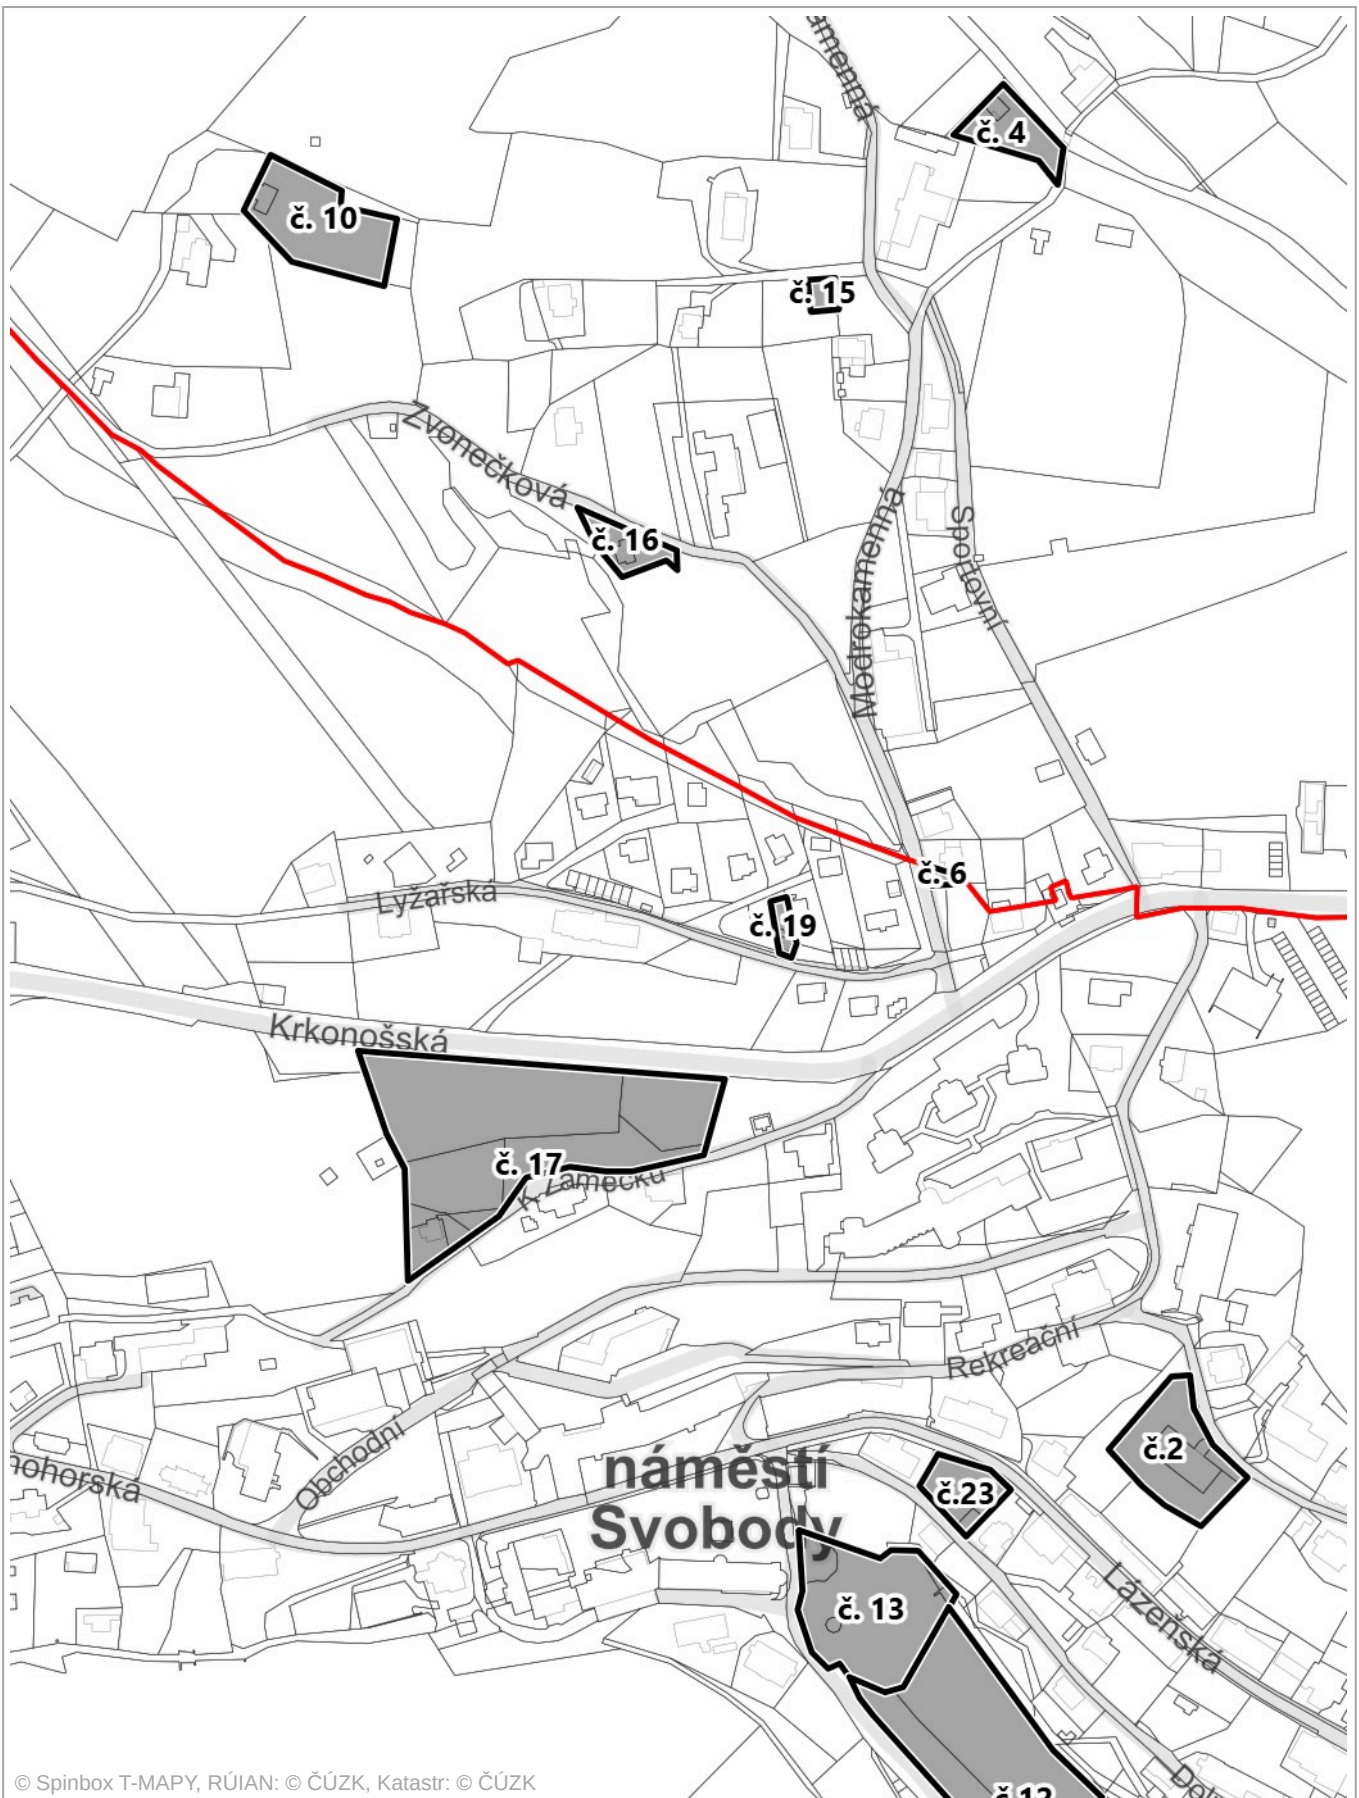 č. 4
č. 10
č. 15
Zvonečková
č. 16
Modrokamenná
Sportovní
č. 6
Lyžařská
č. 19
Krkonošská
č. 17
K Zámečku
Rekreační
č.2
Obchodní
náměstí
Svobody
č.23
č. 13
Lázeňská
© Spinbox T-MAPY, RÚIAN: © ČÚZK, Katastr: © ČÚZK